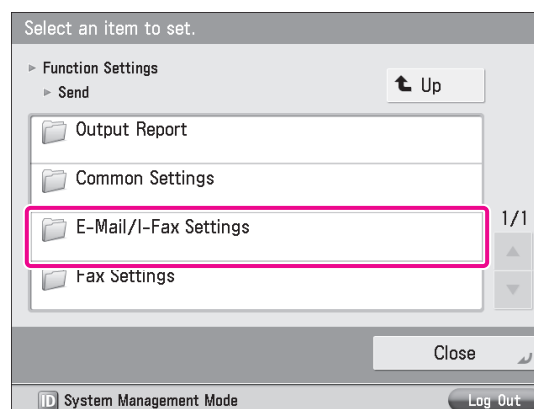 Select an item to set.
Function Settings
Send
Up
Output Report
Common Settings
E-Mail/I-Fax Settings
Fax Settings
1/1
Close
ID System Management Mode
Log Out